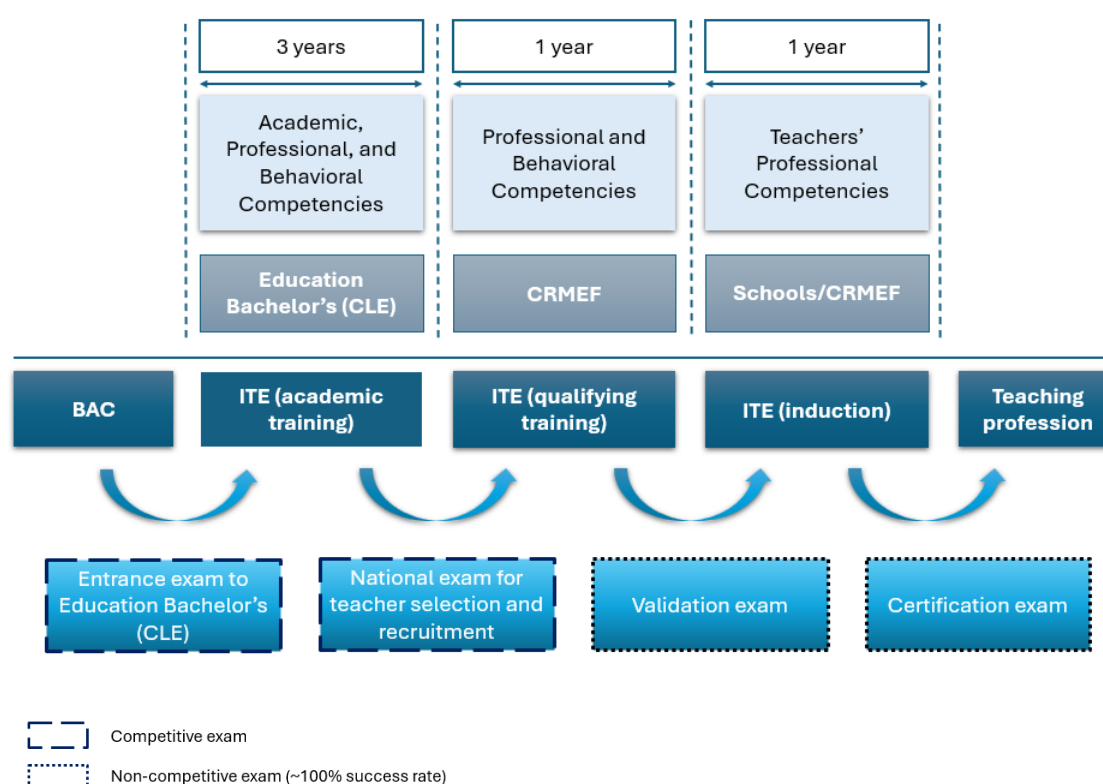 3 years
1 year
1 year
Academic,
Professional, and
Behavioral
Competencies
Professional and
Behavioral
Competencies
Teachers’
Professional
Competencies
Education
Bachelor’s (CLE)
CRMEF
Schools/CRMEF
BAC
ITE (academic
training)
ITE (qualifying
training)
ITE (induction)
Teaching
profession
Entrance exam to
Education Bachelor’s
(CLE)
National exam for
teacher selection and
recruitment
Validation exam
Certification exam
Competitive exam
Non-competitive exam (~100% success rate)